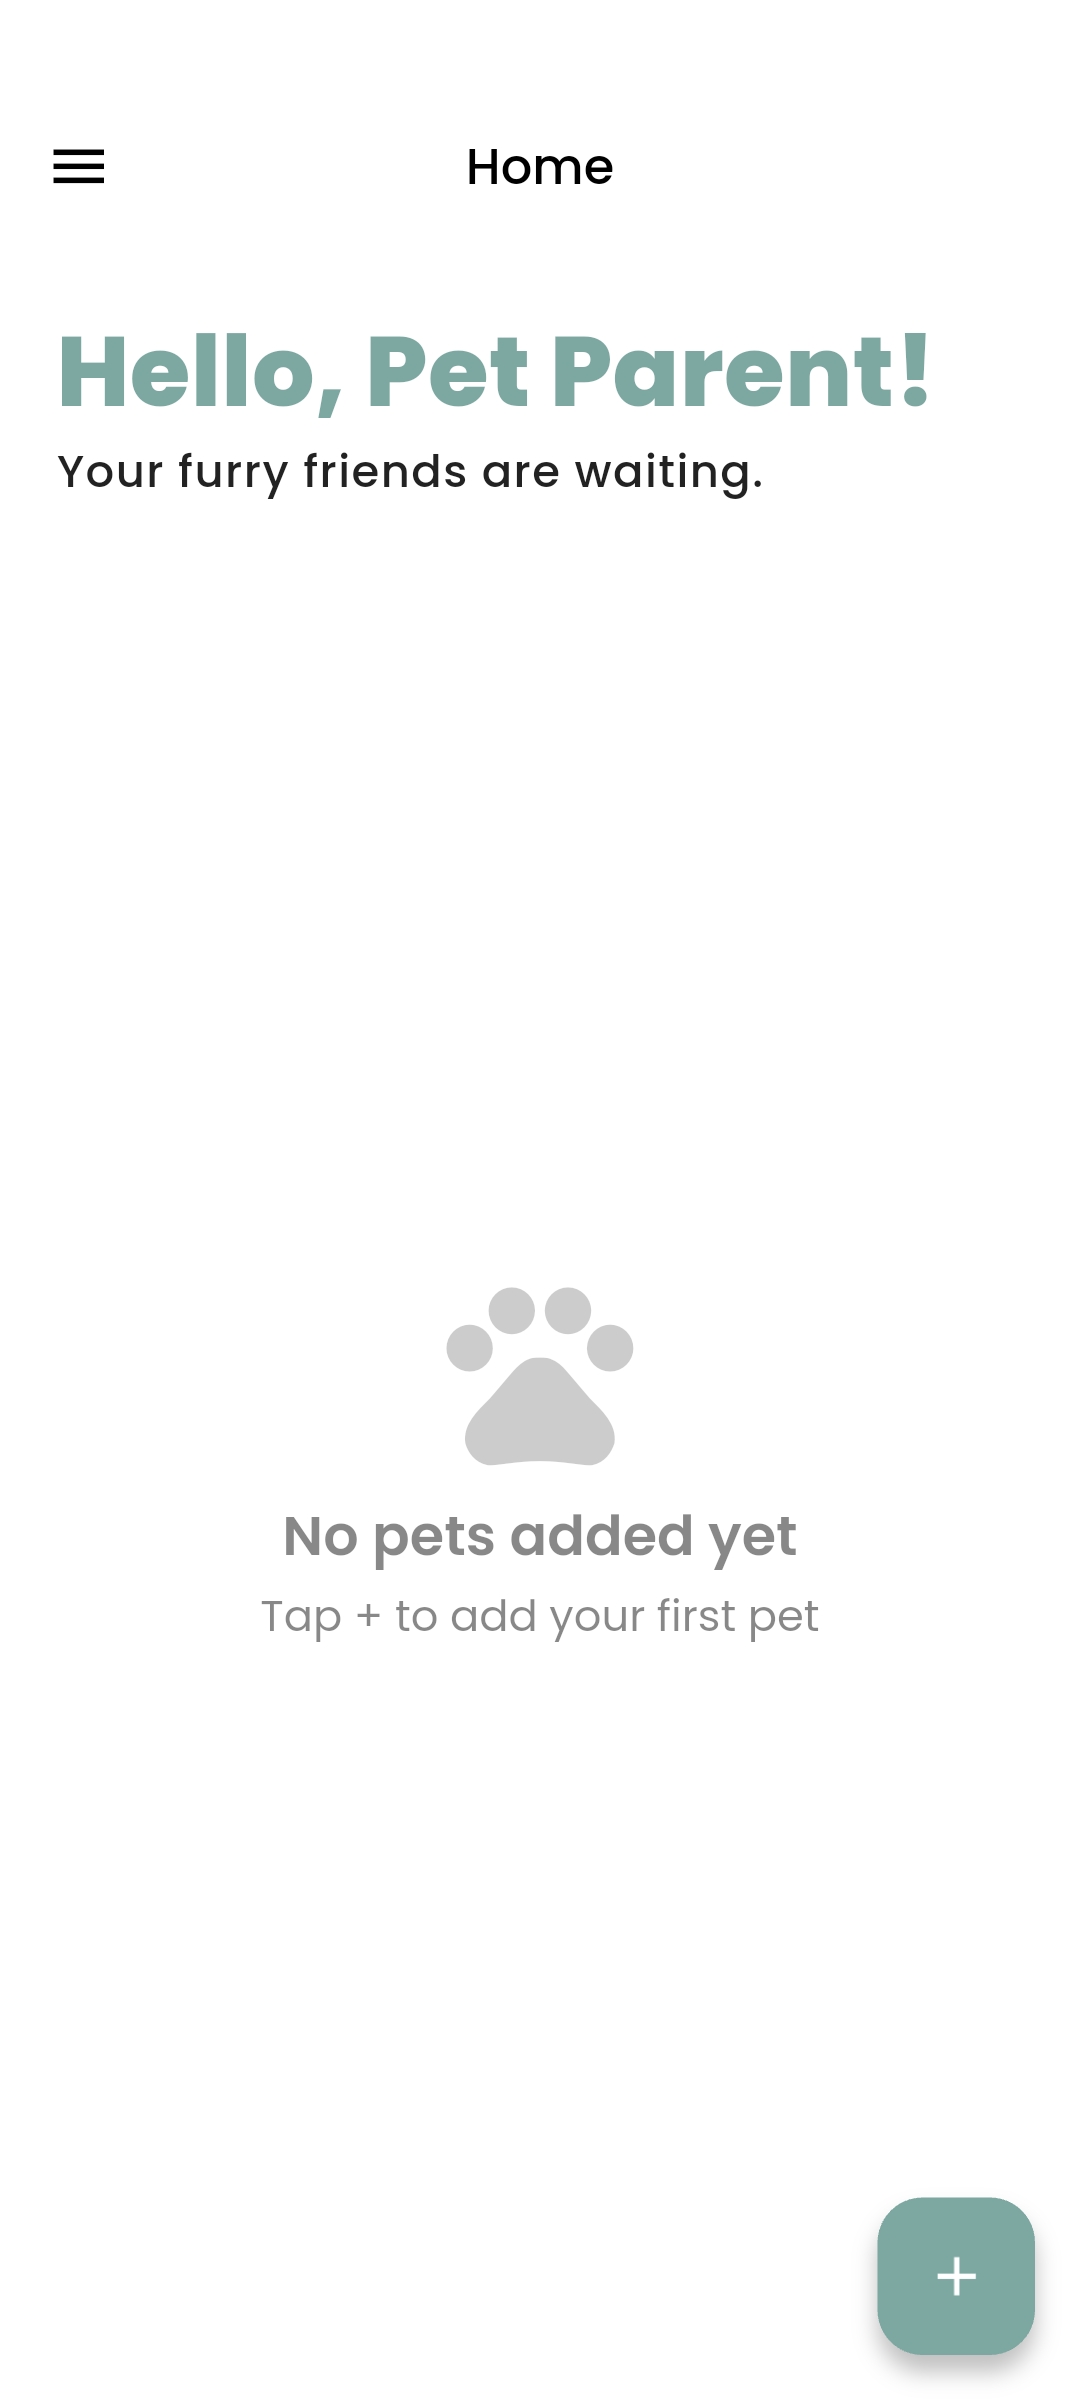 Home
Hello, Pet Parent!
Your furry friends are waiting.
No pets added yet
Tap + to add your first pet
+